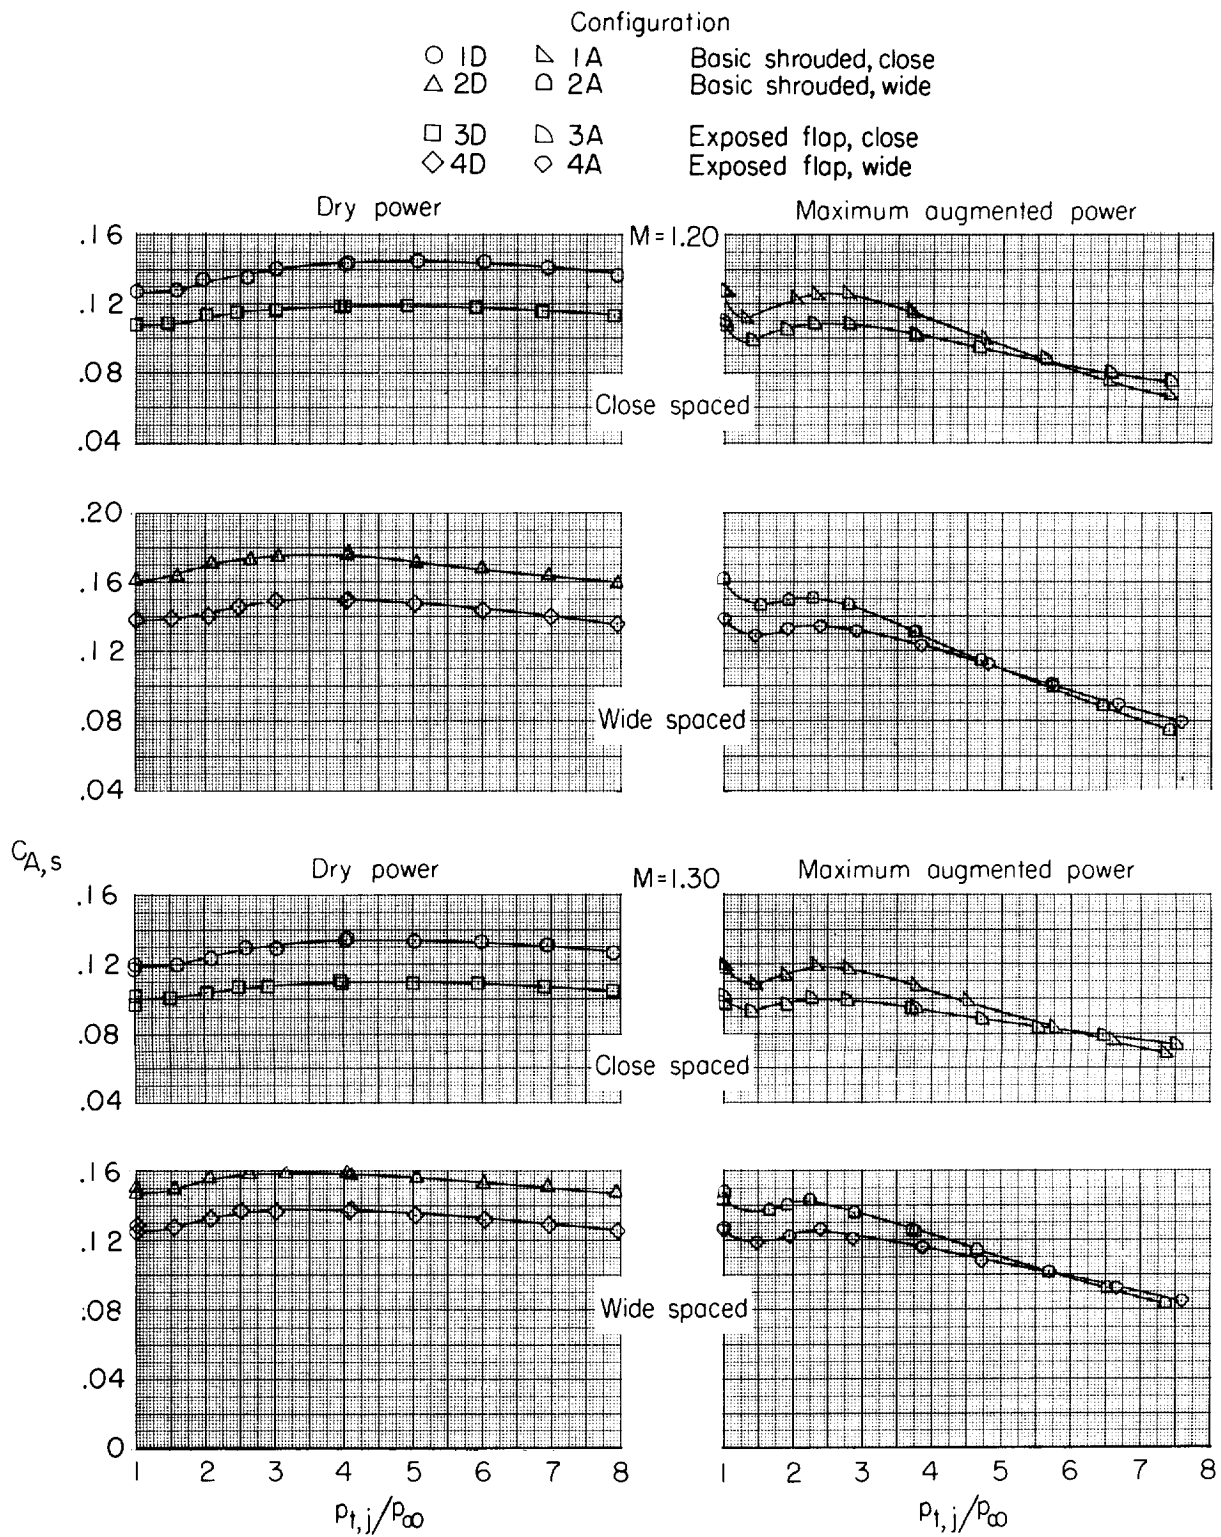 Configuration
1D 1A Basic shrouded, close
2D 2A Basic shrouded, wide
3D 3A Exposed flap, close
4D 4A Exposed flap, wide
Dry power
M=1.20
Maximum augmented power
.16
.12
.08
.04
Close spaced
.20
.16
.12
.08
.04
Wide spaced
C_A,s
Dry power
M=1.30
Maximum augmented power
.16
.12
.08
.04
Close spaced
.16
.12
.08
.04
0
Wide spaced
1 2 3 4 5 6 7 8
1 2 3 4 5 6 7 8
p_t,j/p_∞
p_t,j/p_∞